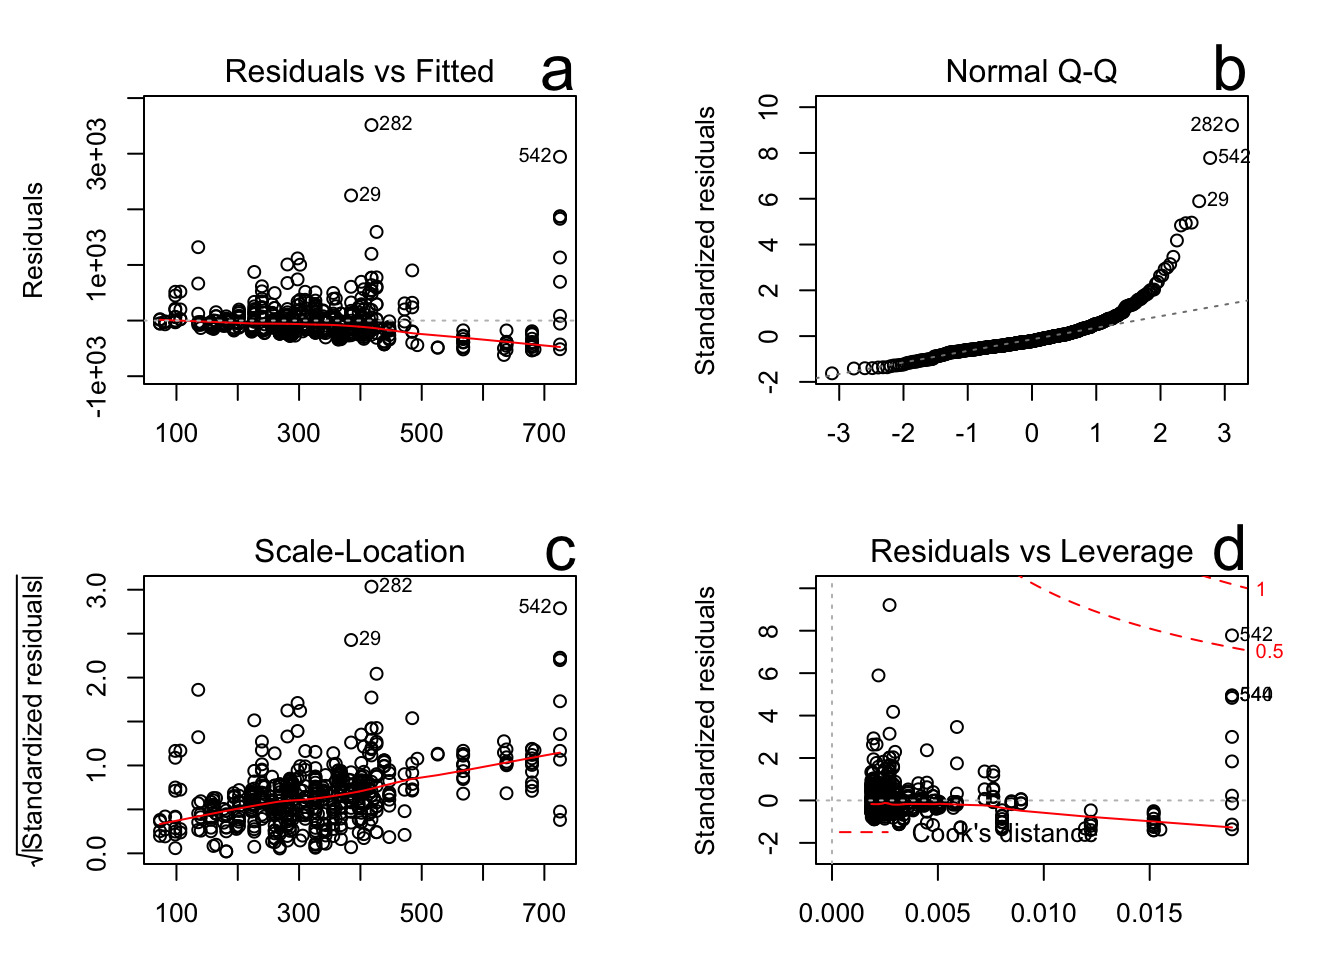 Residuals vs Fitted
a
Residuals
-1e+03 1e+03 3e+03
282
542
29
100 300 500 700
Normal Q-Q
b
Standardized residuals
-2 0 2 4 6 8 10
282
542
29
-3 -2 -1 0 1 2 3
Scale-Location
c
√|Standardized residuals|
0.0 1.0 2.0 3.0
282
542
29
100 300 500 700
Residuals vs Leverage
d
Standardized residuals
-2 0 2 4 6 8
1
542
0.5
Cook's distance
0.000 0.005 0.010 0.015